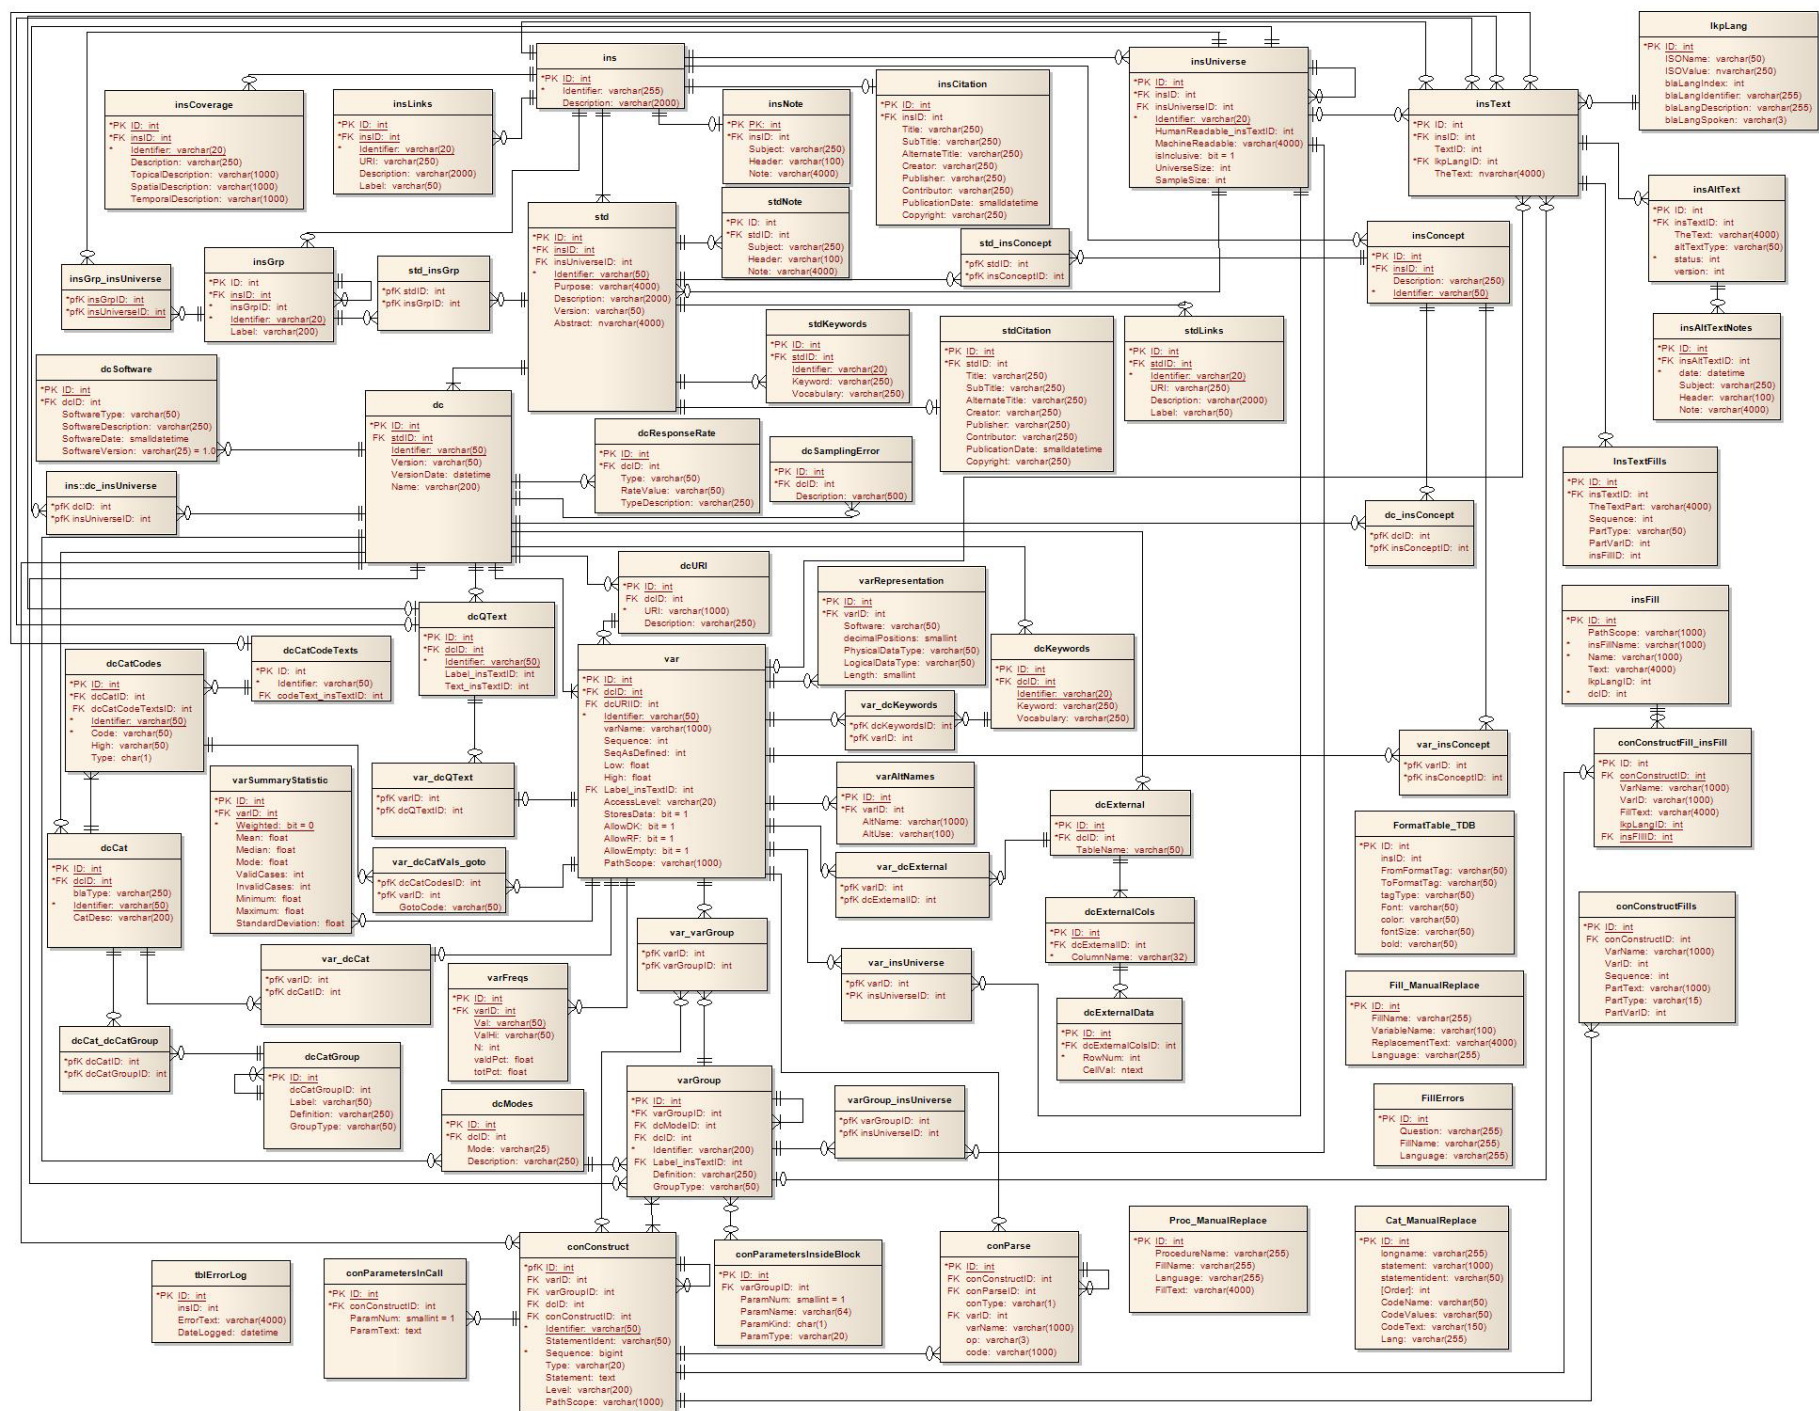 ins
*PK ID: int
* Identifier: varchar(255)
Description: varchar(2000)
insUniverse
*PK ID: int
*FK insID: int
FK insUniverseID: int
* Identifier: varchar(20)
HumanReadable_insTextID: int
MachineReadable: varchar(4000)
isInclusive: bit = 1
UniverseSize: int
SampleSize: int
lkpLang
*PK ID: int
ISOName: varchar(50)
ISOValue: nvarchar(250)
blaLangIndex: int
blaLangIdentifier: varchar(255)
blaLangDescription: varchar(255)
blaLangSpoken: varchar(3)
insCoverage
*PK ID: int
*FK insID: int
* Identifier: varchar(20)
Description: varchar(250)
TopicalDescription: varchar(1000)
SpatialDescription: varchar(1000)
TemporalDescription: varchar(1000)
insLinks
*PK ID: int
*FK insID: int
* Identifier: varchar(20)
URI: varchar(250)
Description: varchar(2000)
Label: varchar(50)
insNote
*PK PK: int
*FK insID: int
Subject: varchar(250)
Header: varchar(100)
Note: varchar(4000)
insCitation
*PK ID: int
*FK insID: int
Title: varchar(250)
SubTitle: varchar(250)
AlternateTitle: varchar(250)
Creator: varchar(250)
Publisher: varchar(250)
Contributor: varchar(250)
PublicationDate: smalldatetime
Copyright: varchar(250)
insText
*PK ID: int
*FK insID: int
TextID: int
*FK lkpLangID: int
TheText: nvarchar(4000)
insAltText
*PK ID: int
*FK insTextID: int
TheText: varchar(4000)
altTextType: varchar(50)
* status: int
version: int
std
*PK ID: int
*FK insID: int
FK insUniverseID: int
* Identifier: varchar(50)
Purpose: varchar(4000)
Description: varchar(2000)
Version: varchar(50)
Abstract: nvarchar(4000)
stdNote
*PK ID: int
*FK stdID: int
Subject: varchar(250)
Header: varchar(100)
Note: varchar(4000)
std_insConcept
*pfK stdID: int
*pfK insConceptID: int
insConcept
*PK ID: int
*FK insID: int
Description: varchar(250)
* Identifier: varchar(50)
insGrp_insUniverse
*pfK insGrpID: int
*pfK insUniverseID: int
insGrp
*PK ID: int
*FK insID: int
* insGrpID: int
* Identifier: varchar(20)
Label: varchar(200)
std_insGrp
*pfK stdID: int
*pfK insGrpID: int
stdKeywords
*PK ID: int
*FK stdID: int
Identifier: varchar(20)
Keyword: varchar(250)
Vocabulary: varchar(250)
stdCitation
*PK ID: int
*FK stdID: int
Title: varchar(250)
SubTitle: varchar(250)
AlternateTitle: varchar(250)
Creator: varchar(250)
Publisher: varchar(250)
Contributor: varchar(250)
PublicationDate: smalldatetime
Copyright: varchar(250)
stdLinks
*PK ID: int
*FK stdID: int
* Identifier: varchar(20)
URI: varchar(250)
Description: varchar(2000)
Label: varchar(50)
insAltTextNotes
*PK ID: int
*FK insAltTextID: int
* date: datetime
Subject: varchar(250)
Header: varchar(100)
Note: varchar(4000)
dcSoftware
*PK ID: int
*FK dcID: int
SoftwareType: varchar(50)
SoftwareDescription: varchar(250)
SoftwareDate: smalldatetime
SoftwareVersion: varchar(25) = 1.0
dc
*PK ID: int
FK stdID: int
Identifier: varchar(50)
Version: varchar(50)
VersionDate: datetime
Name: varchar(200)
dcResponseRate
*PK ID: int
*FK dcID: int
Type: varchar(50)
RateValue: varchar(50)
TypeDescription: varchar(250)
dcSamplingError
*PK ID: int
*FK dcID: int
Description: varchar(500)
ins::dc_insUniverse
*pfK dcID: int
*pfK insUniverseID: int
dc_insConcept
*pfK dcID: int
*pfK insConceptID: int
InsTextFills
*PK ID: int
*FK insTextID: int
TheTextPart: varchar(4000)
Sequence: int
PartType: varchar(50)
PartVarID: int
insFillID: int
dcURI
*PK ID: int
FK dcID: int
* URI: varchar(1000)
Description: varchar(250)
varRepresentation
*PK ID: int
*FK varID: int
Software: varchar(50)
decimalPositions: smallint
PhysicalDataType: varchar(50)
LogicalDataType: varchar(50)
Length: smallint
insFill
*PK ID: int
PathScope: varchar(1000)
* insFillName: varchar(1000)
* Name: varchar(1000)
Text: varchar(4000)
lkpLangID: int
* dcID: int
dcQText
*PK ID: int
*FK dcID: int
* Identifier: varchar(50)
Label_insTextID: int
Text_insTextID: int
dcCatCodes
*PK ID: int
*FK dcCatID: int
FK dcCatCodeTextsID: int
* Identifier: varchar(50)
* Code: varchar(50)
High: varchar(50)
Type: char(1)
dcCatCodeTexts
*PK ID: int
* Identifier: varchar(50)
FK codeText_insTextID: int
var
*PK ID: int
*FK dcID: int
FK dcURIID: int
* Identifier: varchar(50)
varName: varchar(1000)
Sequence: int
SeqAsDefined: int
Low: float
High: float
FK Label_insTextID: int
AccessLevel: varchar(20)
StoresData: bit = 1
AllowDK: bit = 1
AllowRF: bit = 1
AllowEmpty: bit = 1
PathScope: varchar(1000)
dcKeywords
*PK ID: int
*FK dcID: int
Identifier: varchar(20)
Keyword: varchar(250)
Vocabulary: varchar(250)
var_dcKeywords
*pfK dcKeywordsID: int
*pfK varID: int
var_insConcept
*pfK varID: int
*pfK insConceptID: int
conConstructFill_insFill
*PK ID: int
FK conConstructID: int
VarName: varchar(1000)
VarID: varchar(1000)
FillText: varchar(4000)
lkpLangID: int
FK insFillID: int
varSummaryStatistic
*PK ID: int
*FK varID: int
* Weighted: bit = 0
Mean: float
Median: float
Mode: float
ValidCases: int
InvalidCases: int
Minimum: float
Maximum: float
StandardDeviation: float
var_dcQText
*pfK varID: int
*pfK dcQTextID: int
varAltNames
*PK ID: int
*FK varID: int
AltName: varchar(1000)
AltUse: varchar(100)
dcExternal
*PK ID: int
*FK dcID: int
TableName: varchar(50)
FormatTable_TDB
*PK ID: int
insID: int
FromFormatTag: varchar(50)
ToFormatTag: varchar(50)
tagType: varchar(50)
Font: varchar(50)
color: varchar(50)
fontSize: varchar(50)
bold: varchar(50)
dcCat
*PK ID: int
*FK dcID: int
blaType: varchar(250)
* Identifier: varchar(50)
CatDesc: varchar(200)
var_dcCatVals_goto
*pfK dcCatCodesID: int
*pfK varID: int
GotoCode: varchar(50)
var_dcExternal
*pfK varID: int
*pfK dcExternalID: int
dcExternalCols
*PK ID: int
*FK dcExternalID: int
* ColumnName: varchar(32)
conConstructFills
*PK ID: int
FK conConstructID: int
VarName: varchar(1000)
VarID: int
Sequence: int
PartText: varchar(1000)
PartType: varchar(15)
PartVarID: int
var_varGroup
*pfK varID: int
*pfK varGroupID: int
var_dcCat
*pfK varID: int
*pfK dcCatID: int
varFreqs
*PK ID: int
*FK varID: int
Val: varchar(50)
ValHi: varchar(50)
N: int
valdPct: float
totPct: float
var_insUniverse
*pfK varID: int
*PK insUniverseID: int
dcExternalData
*PK ID: int
*FK dcExternalColsID: int
* RowNum: int
CellVal: ntext
Fill_ManualReplace
*PK ID: int
FillName: varchar(255)
VariableName: varchar(100)
ReplacementText: varchar(4000)
Language: varchar(255)
dcCat_dcCatGroup
*pfK dcCatID: int
*pfK dcCatGroupID: int
dcCatGroup
*PK ID: int
dcCatGroupID: int
Label: varchar(50)
Definition: varchar(250)
GroupType: varchar(50)
dcModes
*PK ID: int
*FK dcID: int
Mode: varchar(25)
Description: varchar(250)
varGroup
*PK ID: int
*FK varGroupID: int
FK dcModeID: int
FK dcID: int
* Identifier: varchar(200)
FK Label_insTextID: int
Definition: varchar(250)
GroupType: varchar(50)
varGroup_insUniverse
*pfK varGroupID: int
*pfK insUniverseID: int
FillErrors
*PK ID: int
Question: varchar(255)
FillName: varchar(255)
Language: varchar(255)
tblErrorLog
*PK ID: int
insID: int
ErrorText: varchar(4000)
DateLogged: datetime
conParametersInCall
*PK ID: int
*FK conConstructID: int
ParamNum: smallint = 1
ParamText: text
conConstruct
*pfK ID: int
FK varID: int
FK varGroupID: int
FK dcID: int
FK conConstructID: int
* Identifier: varchar(50)
StatementIdent: varchar(50)
* Sequence: bigint
Type: varchar(20)
Statement: text
Level: varchar(200)
PathScope: varchar(1000)
conParametersInsideBlock
*PK ID: int
FK varGroupID: int
ParamNum: smallint = 1
ParamName: varchar(64)
ParamKind: char(1)
ParamType: varchar(20)
conParse
*PK ID: int
FK conConstructID: int
FK conParseID: int
conType: varchar(1)
FK varID: int
varName: varchar(1000)
op: varchar(3)
code: varchar(1000)
Proc_ManualReplace
*PK ID: int
ProcedureName: varchar(255)
FillName: varchar(255)
Language: varchar(255)
FillText: varchar(4000)
Cat_ManualReplace
*PK ID: int
longname: varchar(255)
statement: varchar(1000)
statementident: varchar(50)
[Order]: int
CodeName: varchar(50)
CodeValues: varchar(50)
CodeText: varchar(150)
Lang: varchar(255)